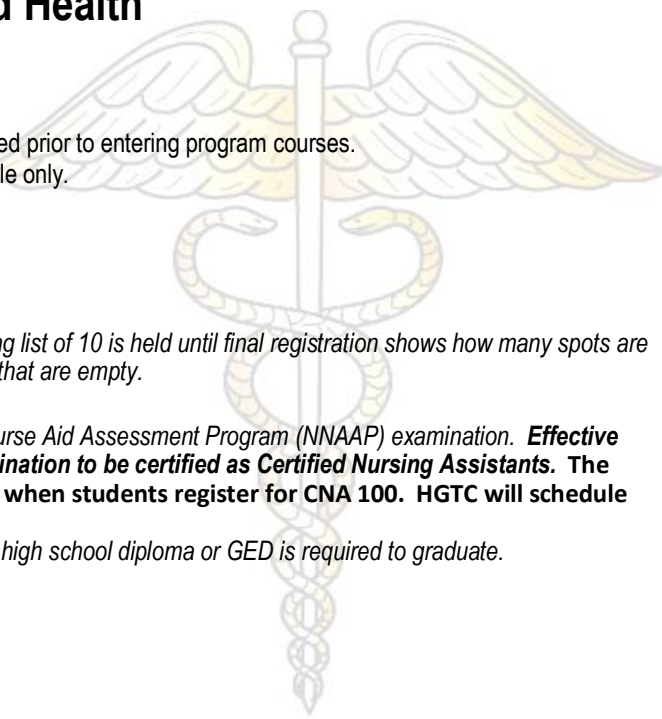 d Health
ed prior to entering program courses.
le only.
ng list of 10 is held until final registration shows how many spots are
that are empty.
urse Aid Assessment Program (NNAAP) examination. Effective
ination to be certified as Certified Nursing Assistants. The
when students register for CNA 100. HGTC will schedule
high school diploma or GED is required to graduate.